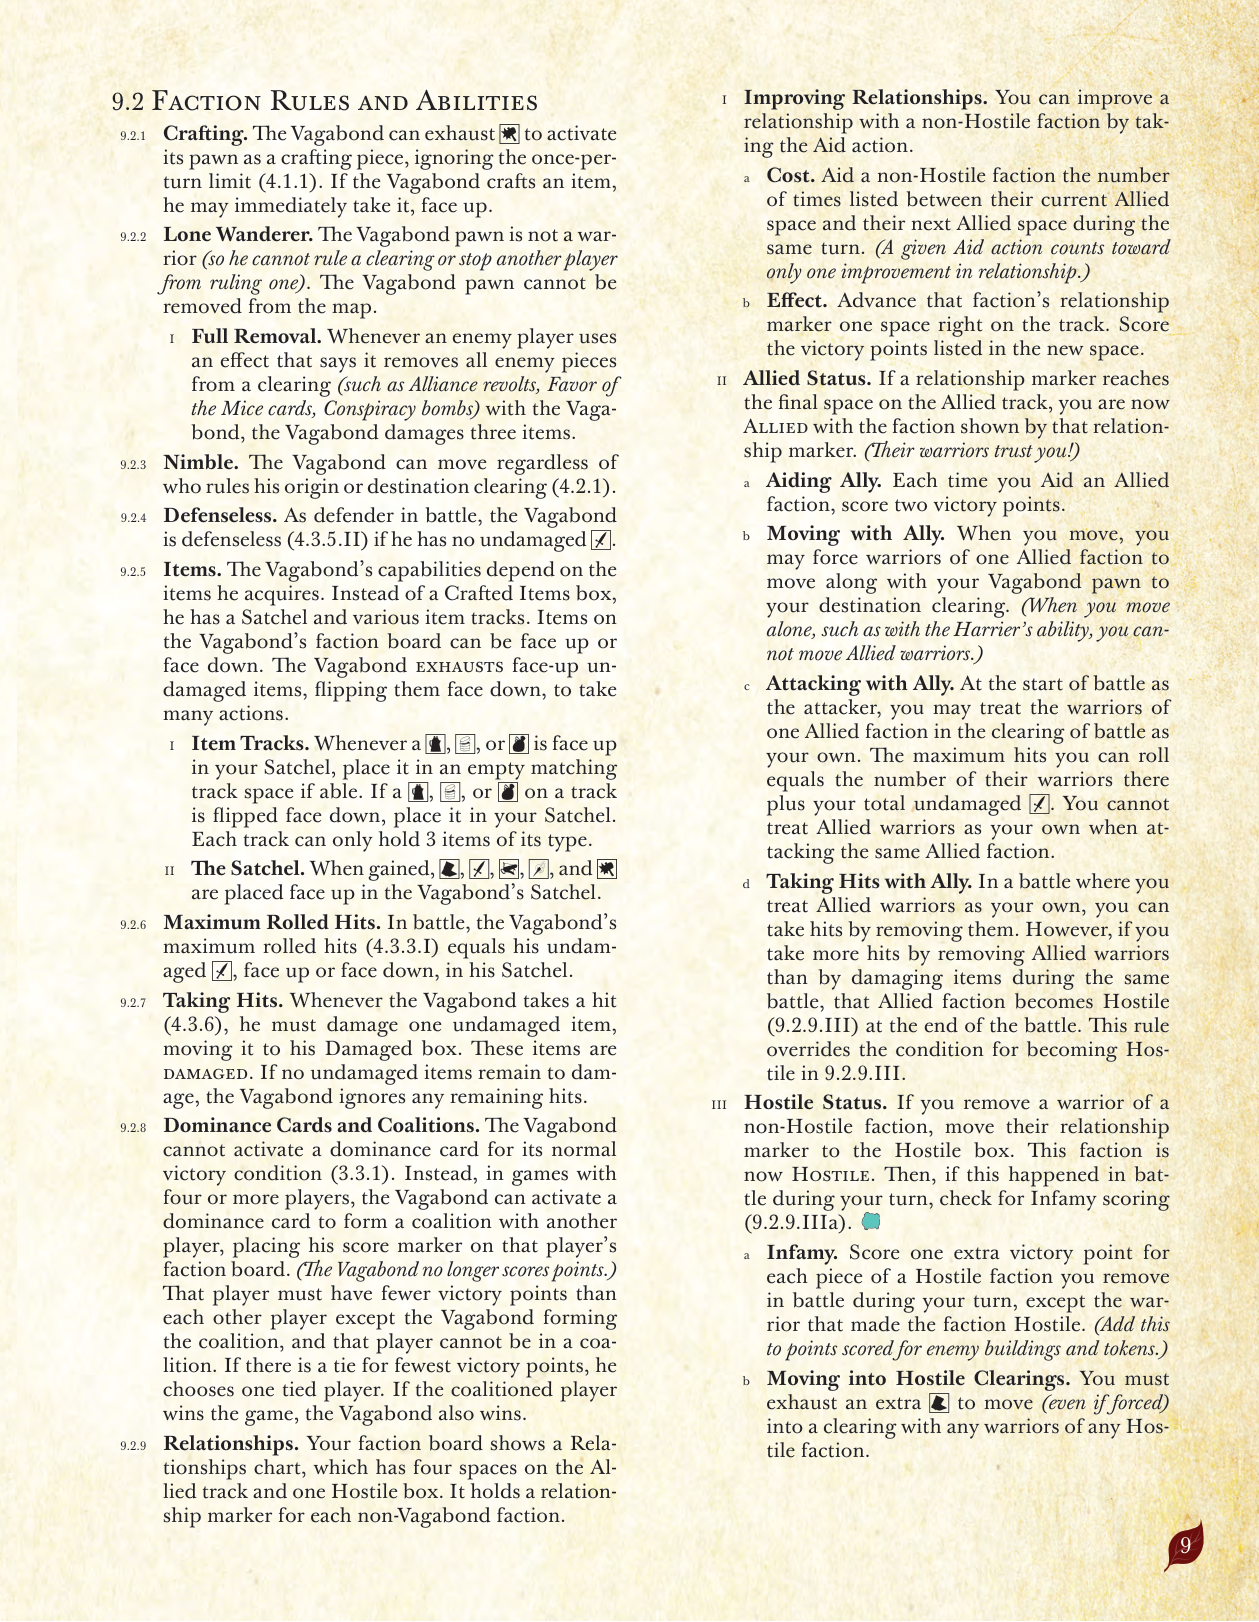 9.2 Faction Rules and Abilities
9.2.1 Crafting. The Vagabond can exhaust to activate
its pawn as a crafting piece, ignoring the once-per-
turn limit (4.1.1). If the Vagabond crafts an item,
he may immediately take it, face up.
9.2.2 Lone Wanderer. The Vagabond pawn is not a war-
rior (so he cannot rule a clearing or stop another player
from ruling one). The Vagabond pawn cannot be
removed from the map.
I Full Removal. Whenever an enemy player uses
an effect that says it removes all enemy pieces
from a clearing (such as Alliance revolts, Favor of
the Mice cards, Conspiracy bombs) with the Vaga-
bond, the Vagabond damages three items.
9.2.3 Nimble. The Vagabond can move regardless of
who rules his origin or destination clearing (4.2.1).
9.2.4 Defenseless. As defender in battle, the Vagabond
is defenseless (4.3.5.II) if he has no undamaged .
9.2.5 Items. The Vagabond's capabilities depend on the
items he acquires. Instead of a Crafted Items box,
he has a Satchel and various item tracks. Items on
the Vagabond's faction board can be face up or
face down. The Vagabond exhausts face-up un-
damaged items, flipping them face down, to take
many actions.
I Item Tracks. Whenever a , , or is face up
in your Satchel, place it in an empty matching
track space if able. If a , , or on a track
is flipped face down, place it in your Satchel.
Each track can only hold 3 items of its type.
II The Satchel. When gained, , , , , and
are placed face up in the Vagabond's Satchel.
9.2.6 Maximum Rolled Hits. In battle, the Vagabond's
maximum rolled hits (4.3.3.I) equals his undam-
aged , face up or face down, in his Satchel.
9.2.7 Taking Hits. Whenever the Vagabond takes a hit
(4.3.6), he must damage one undamaged item,
moving it to his Damaged box. These items are
damaged. If no undamaged items remain to dam-
age, the Vagabond ignores any remaining hits.
9.2.8 Dominance Cards and Coalitions. The Vagabond
cannot activate a dominance card for its normal
victory condition (3.3.1). Instead, in games with
four or more players, the Vagabond can activate a
dominance card to form a coalition with another
player, placing his score marker on that player's
faction board. (The Vagabond no longer scores points.)
That player must have fewer victory points than
each other player except the Vagabond forming
the coalition, and that player cannot be in a coa-
lition. If there is a tie for fewest victory points, he
chooses one tied player. If the coalitioned player
wins the game, the Vagabond also wins.
9.2.9 Relationships. Your faction board shows a Rela-
tionships chart, which has four spaces on the Al-
lied track and one Hostile box. It holds a relation-
ship marker for each non-Vagabond faction.
I Improving Relationships. You can improve a
relationship with a non-Hostile faction by tak-
ing the Aid action.
a Cost. Aid a non-Hostile faction the number
of times listed between their current Allied
space and their next Allied space during the
same turn. (A given Aid action counts toward
only one improvement in relationship.)
b Effect. Advance that faction's relationship
marker one space right on the track. Score
the victory points listed in the new space.
II Allied Status. If a relationship marker reaches
the final space on the Allied track, you are now
Allied with the faction shown by that relation-
ship marker. (Their warriors trust you!)
a Aiding Ally. Each time you Aid an Allied
faction, score two victory points.
b Moving with Ally. When you move, you
may force warriors of one Allied faction to
move along with your Vagabond pawn to
your destination clearing. (When you move
alone, such as with the Harrier's ability, you can-
not move Allied warriors.)
c Attacking with Ally. At the start of battle as
the attacker, you may treat the warriors of
one Allied faction in the clearing of battle as
your own. The maximum hits you can roll
equals the number of their warriors there
plus your total undamaged . You cannot
treat Allied warriors as your own when at-
tacking the same Allied faction.
d Taking Hits with Ally. In a battle where you
treat Allied warriors as your own, you can
take hits by removing them. However, if you
take more hits by removing Allied warriors
than by damaging items during the same
battle, that Allied faction becomes Hostile
(9.2.9.III) at the end of the battle. This rule
overrides the condition for becoming Hos-
tile in 9.2.9.III.
III Hostile Status. If you remove a warrior of a
non-Hostile faction, move their relationship
marker to the Hostile box. This faction is
now Hostile. Then, if this happened in bat-
tle during your turn, check for Infamy scoring
(9.2.9.IIIa).
a Infamy. Score one extra victory point for
each piece of a Hostile faction you remove
in battle during your turn, except the war-
rior that made the faction Hostile. (Add this
to points scored for enemy buildings and tokens.)
b Moving into Hostile Clearings. You must
exhaust an extra to move (even if forced)
into a clearing with any warriors of any Hos-
tile faction.
9